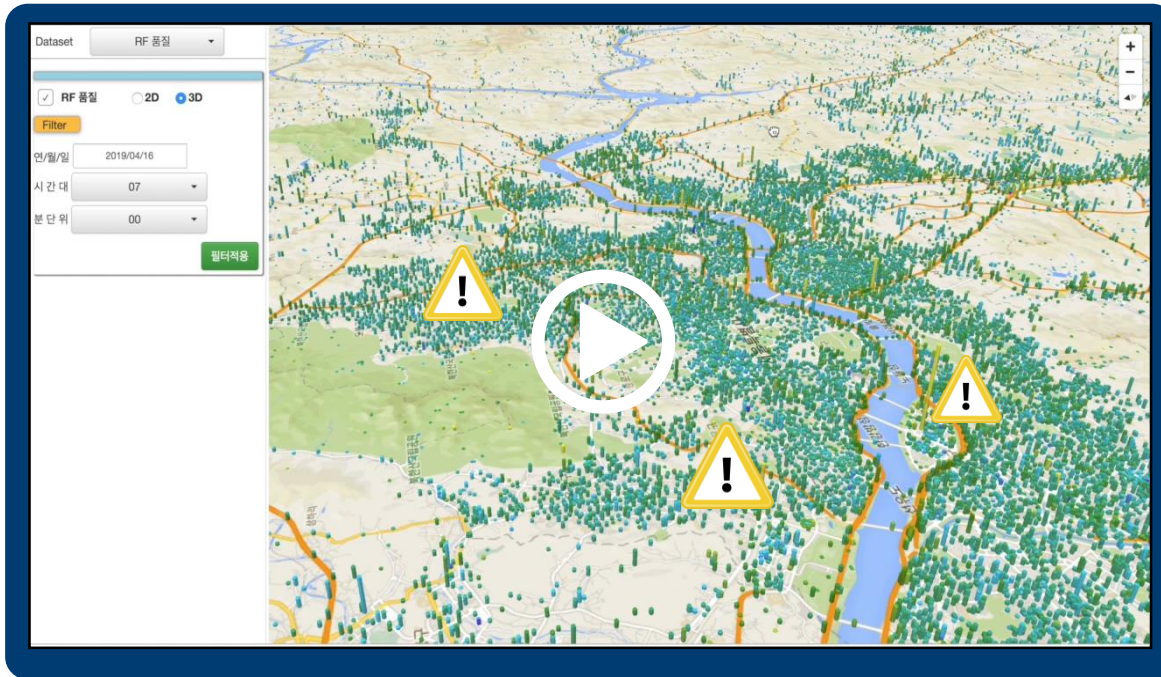 Dataset
RF 품질
RF 품질
2D
3D
Filter
연/월/일
2019/04/16
시 간 대
07
분 단 위
00
필터적용
+
−
!
!
!